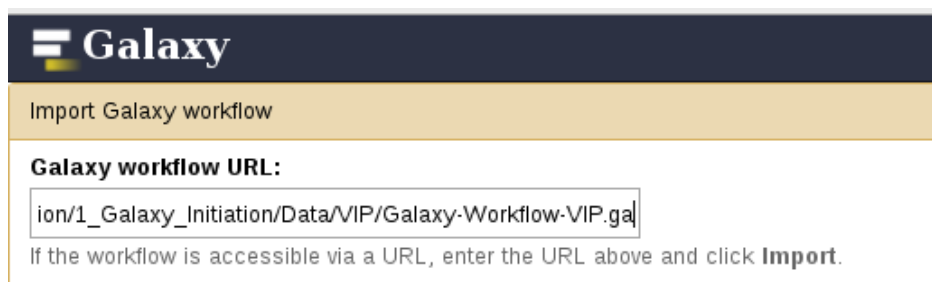 Galaxy
Import Galaxy workflow
Galaxy workflow URL:
ion/1_Galaxy_Initiation/Data/VIP/Galaxy-Workflow-VIP.ga
If the workflow is accessible via a URL, enter the URL above and click Import.